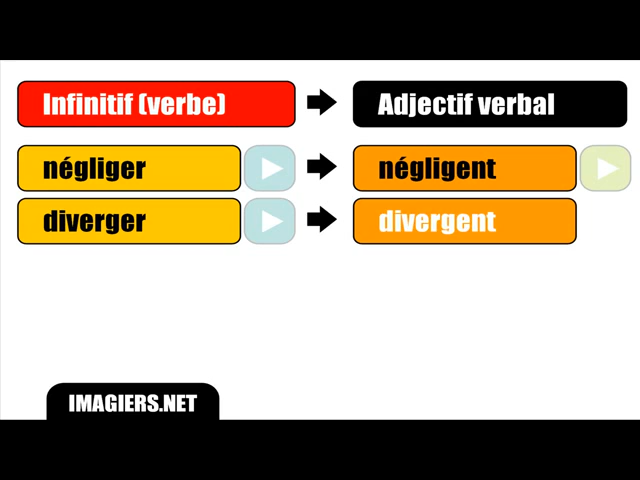 Infinitif (verbe) Adjectif verbal
négliger négligent
diverger divergent
IMAGIERS.NET